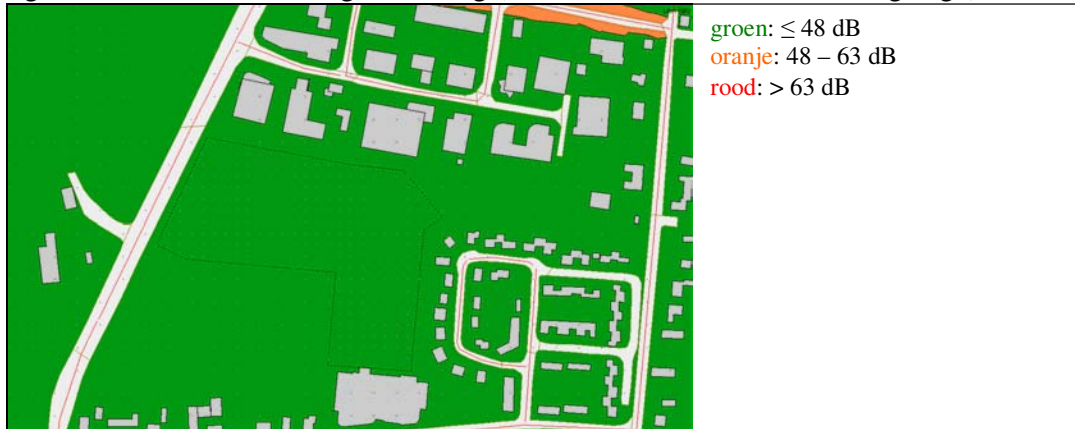 groen: ≤ 48 dB
oranje: 48 – 63 dB
rood: > 63 dB